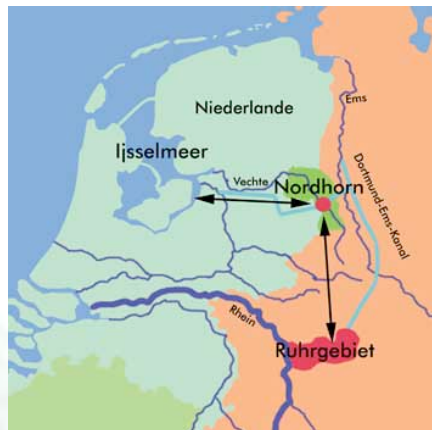 Niederlande
Ems
Ijsselmeer
Vechte
Nordhorn
Dortmund-Ems-Kanal
Rhein
Ruhrgebiet